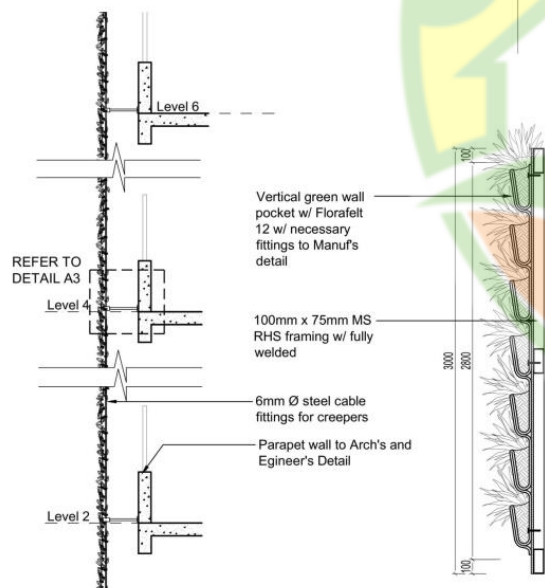 Level 6
REFER TO
DETAIL A3
Level 4
Level 2
Vertical green wall
pocket w/ Florafelt
12 w/ necessary
fittings to Manuf's
detail
100mm x 75mm MS
RHS framing w/ fully
welded
6mm Ø steel cable
fittings for creepers
Parapet wall to Arch's and
Egineer's Detail
100
3000
2800
100